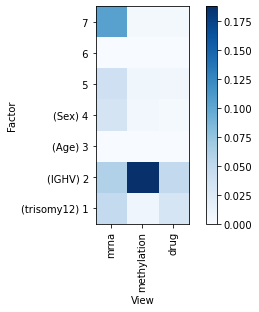 Factor
7
6
5
(Sex) 4
(Age) 3
(IGHV) 2
(trisomy12) 1
mrna
methylation
drug
View
0.175
0.150
0.125
0.100
0.075
0.050
0.025
0.000